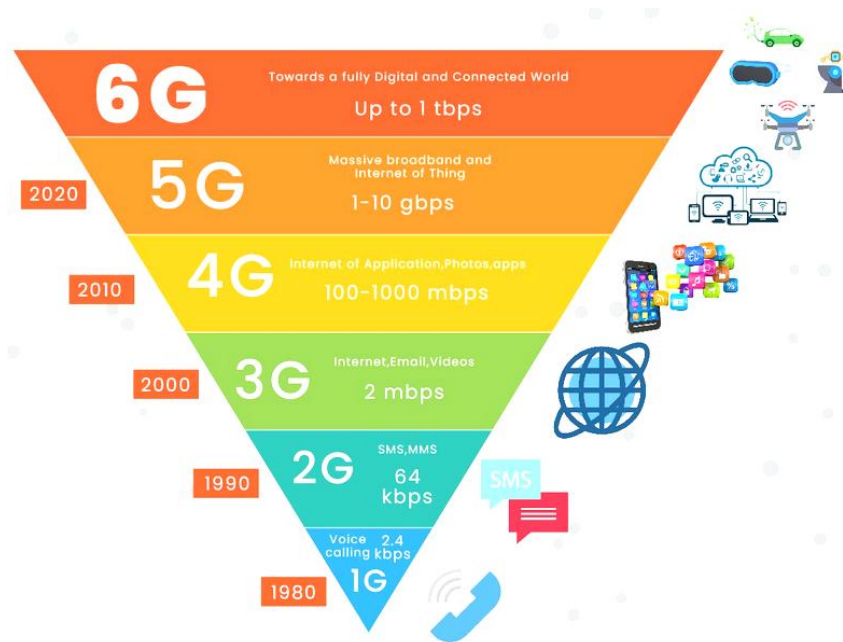 6G
Towards a fully Digital and Connected World
Up to 1 tbps
2020
5G
Massive broadband and
Internet of Thing
1-10 gbps
2010
4G
Internet of Application,Photos,apps
100-1000 mbps
2000
3G
Internet,Email,Videos
2 mbps
1990
2G
SMS,MMS
64
kbps
SMS
1980
Voice 2.4
calling kbps
1G